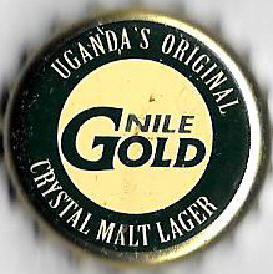 UGANDA'S ORIGINAL
NILE
GOLD
CRYSTAL MALT LAGER